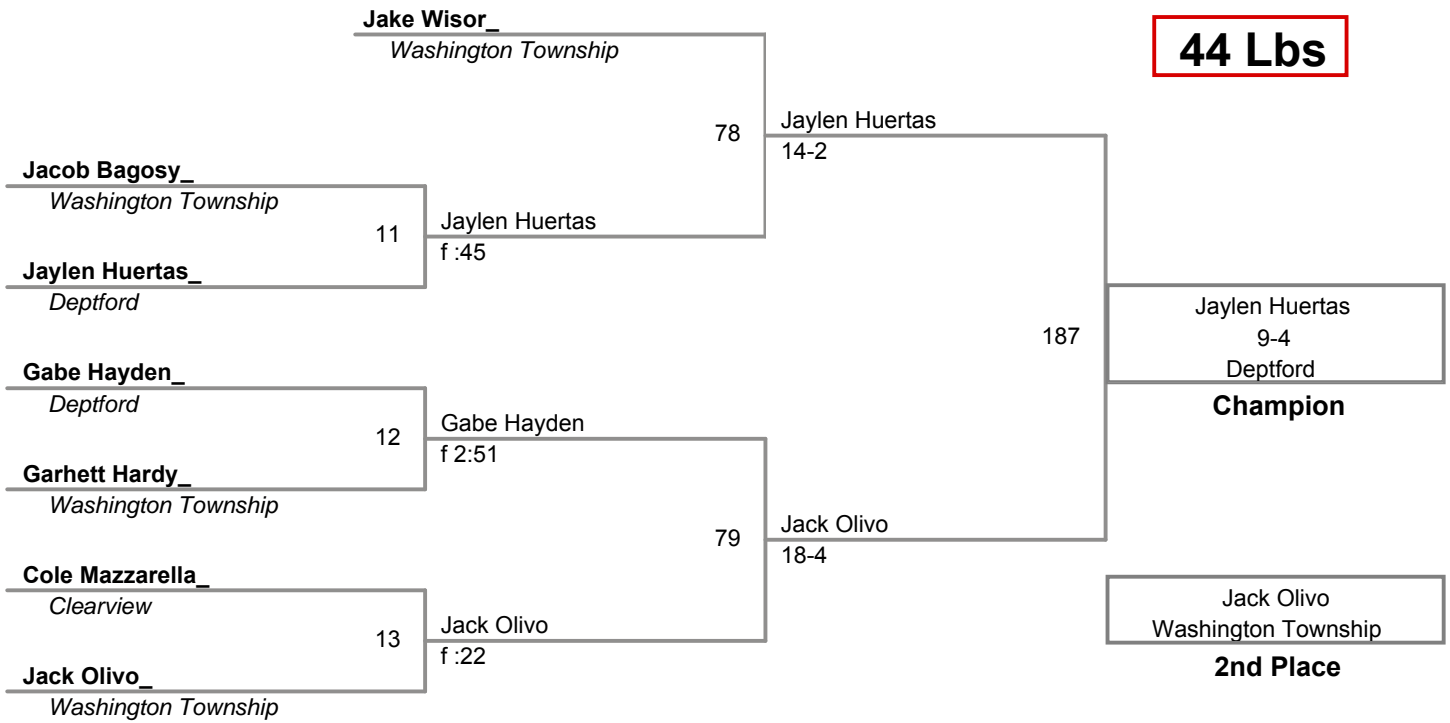 Jake Wisor_
Washington Township
44 Lbs
78
Jaylen Huertas
14-2
Jacob Bagosy_
Washington Township
11
Jaylen Huertas
f :45
Jaylen Huertas_
Deptford
187
Jaylen Huertas
9-4
Deptford
Champion
Gabe Hayden_
Deptford
12
Gabe Hayden
f 2:51
Garhett Hardy_
Washington Township
79
Jack Olivo
18-4
Cole Mazzarella_
Clearview
13
Jack Olivo
f :22
Jack Olivo_
Washington Township
Jack Olivo
Washington Township
2nd Place